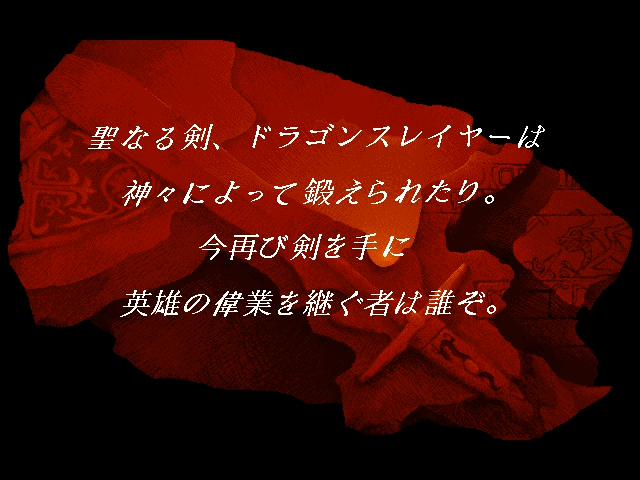 聖なる剣、ドラゴンスレイヤーは
神々によって鍛えられたり。
今再び剣を手に
英雄の偉業を継ぐ者は誰ぞ。